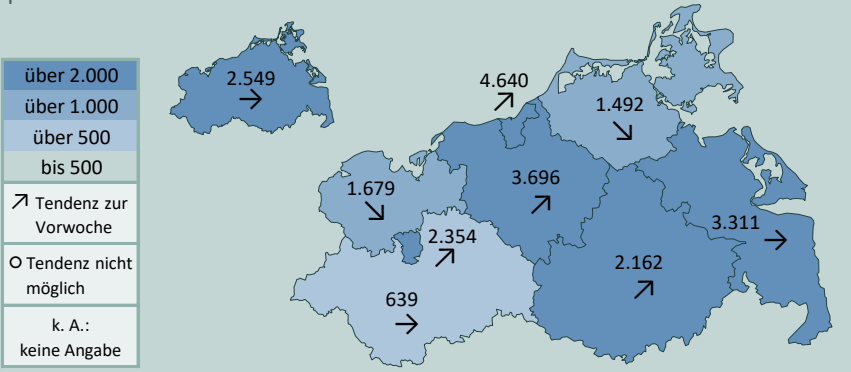 über 2.000
über 1.000
über 500
bis 500
↗ Tendenz zur
Vorwoche
O Tendenz nicht
möglich
k. A.:
keine Angabe
2.549
→
4.640
↗
1.492
↘
1.679
↘
3.696
↗
2.354
↗
3.311 →
2.162
↗
639
→